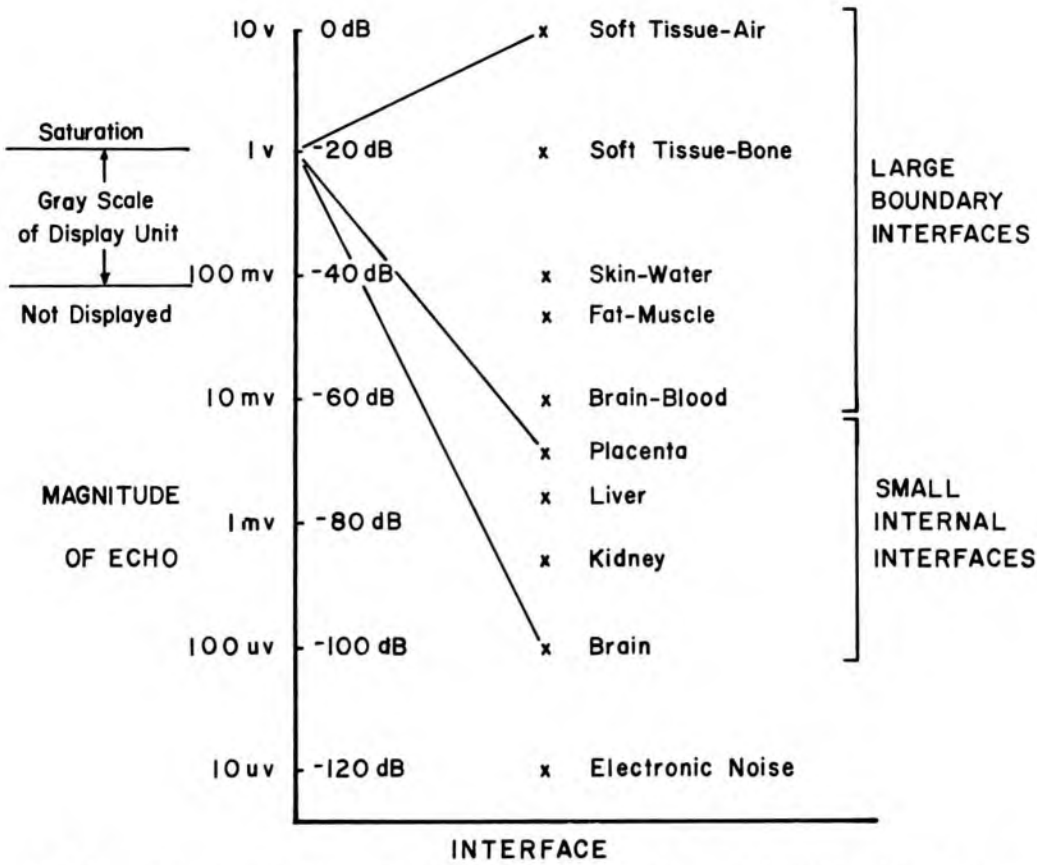 10 v 0 dB x Soft Tissue-Air
Saturation
1 v -20 dB x Soft Tissue-Bone
Gray Scale
of Display Unit
LARGE
BOUNDARY
INTERFACES
100 mv -40 dB x Skin-Water
Not Displayed
x Fat-Muscle
10 mv -60 dB x Brain-Blood
x Placenta
MAGNITUDE
OF ECHO
x Liver
SMALL
INTERNAL
INTERFACES
1 mv -80 dB
x Kidney
100 uv -100 dB x Brain
10 uv -120 dB x Electronic Noise
INTERFACE